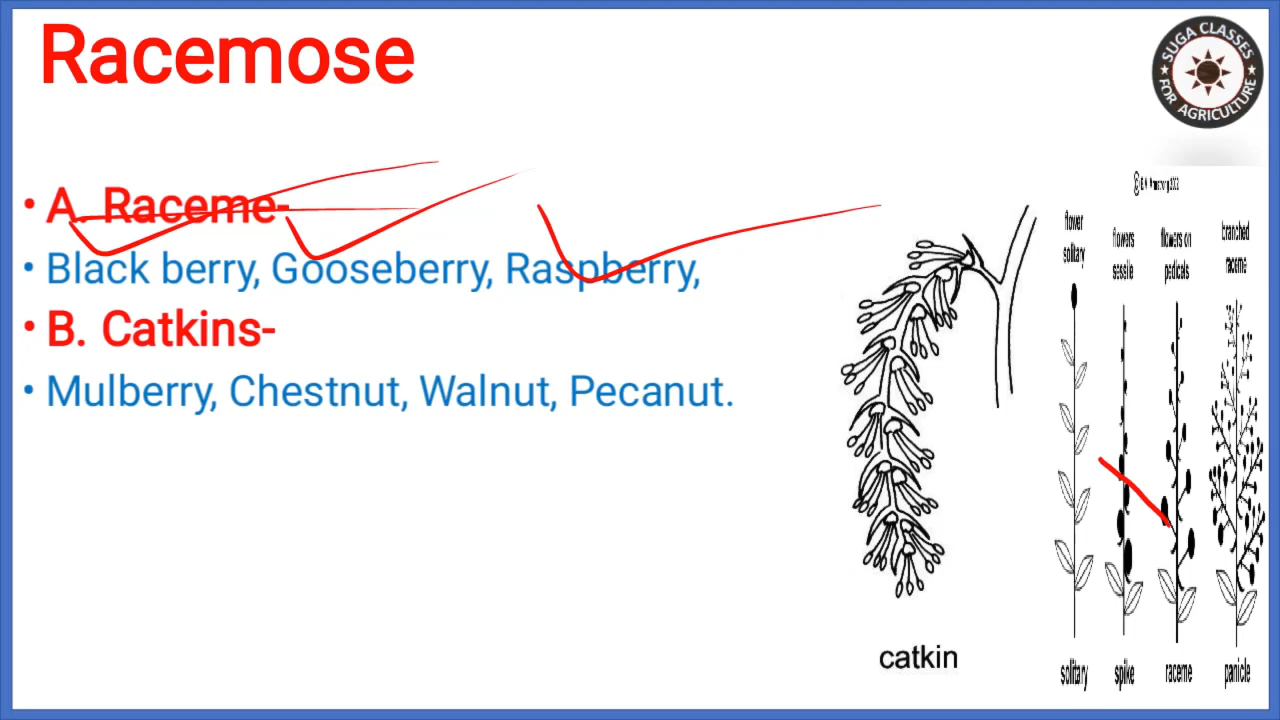 Racemose
SUGA CLASSES
FOR AGRICULTURE
• A. Raceme-
• Black berry, Gooseberry, Raspberry,
• B. Catkins-
• Mulberry, Chestnut, Walnut, Pecanut.
catkin
flower
solitary
flowers
sessile
flowers on
pedicals
branched
raceme
solitary
spike
raceme
panicle